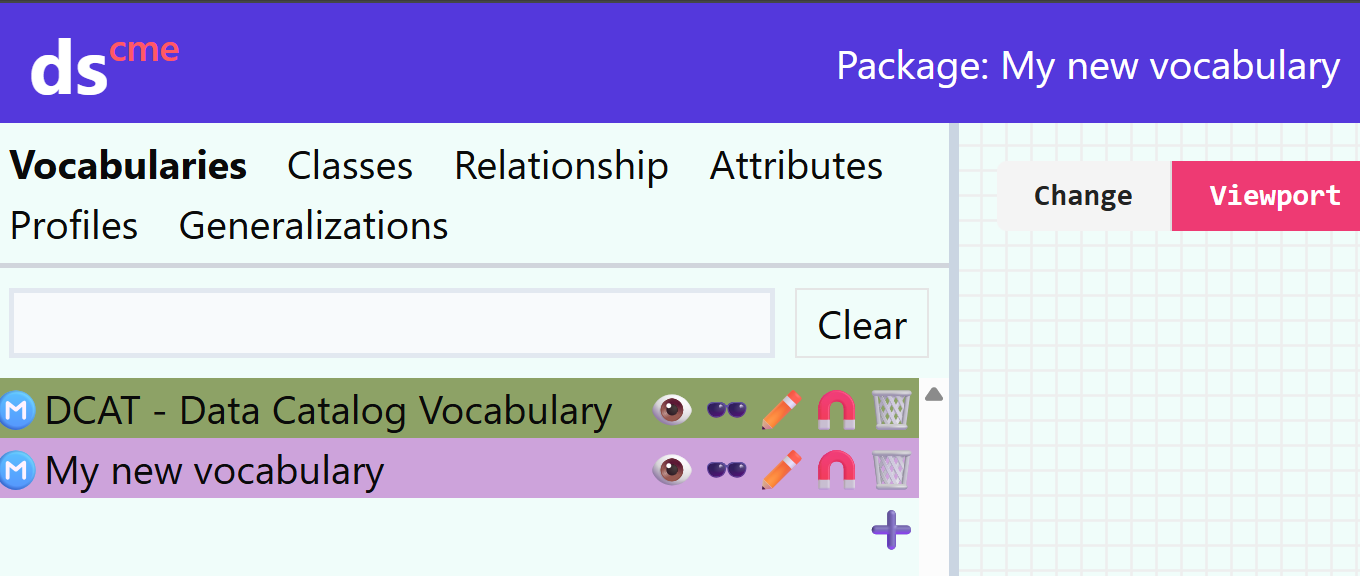 ds cme
Package: My new vocabulary
Vocabularies Classes Relationship Attributes
Profiles Generalizations
Change Viewport
Clear
M DCAT - Data Catalog Vocabulary
M My new vocabulary